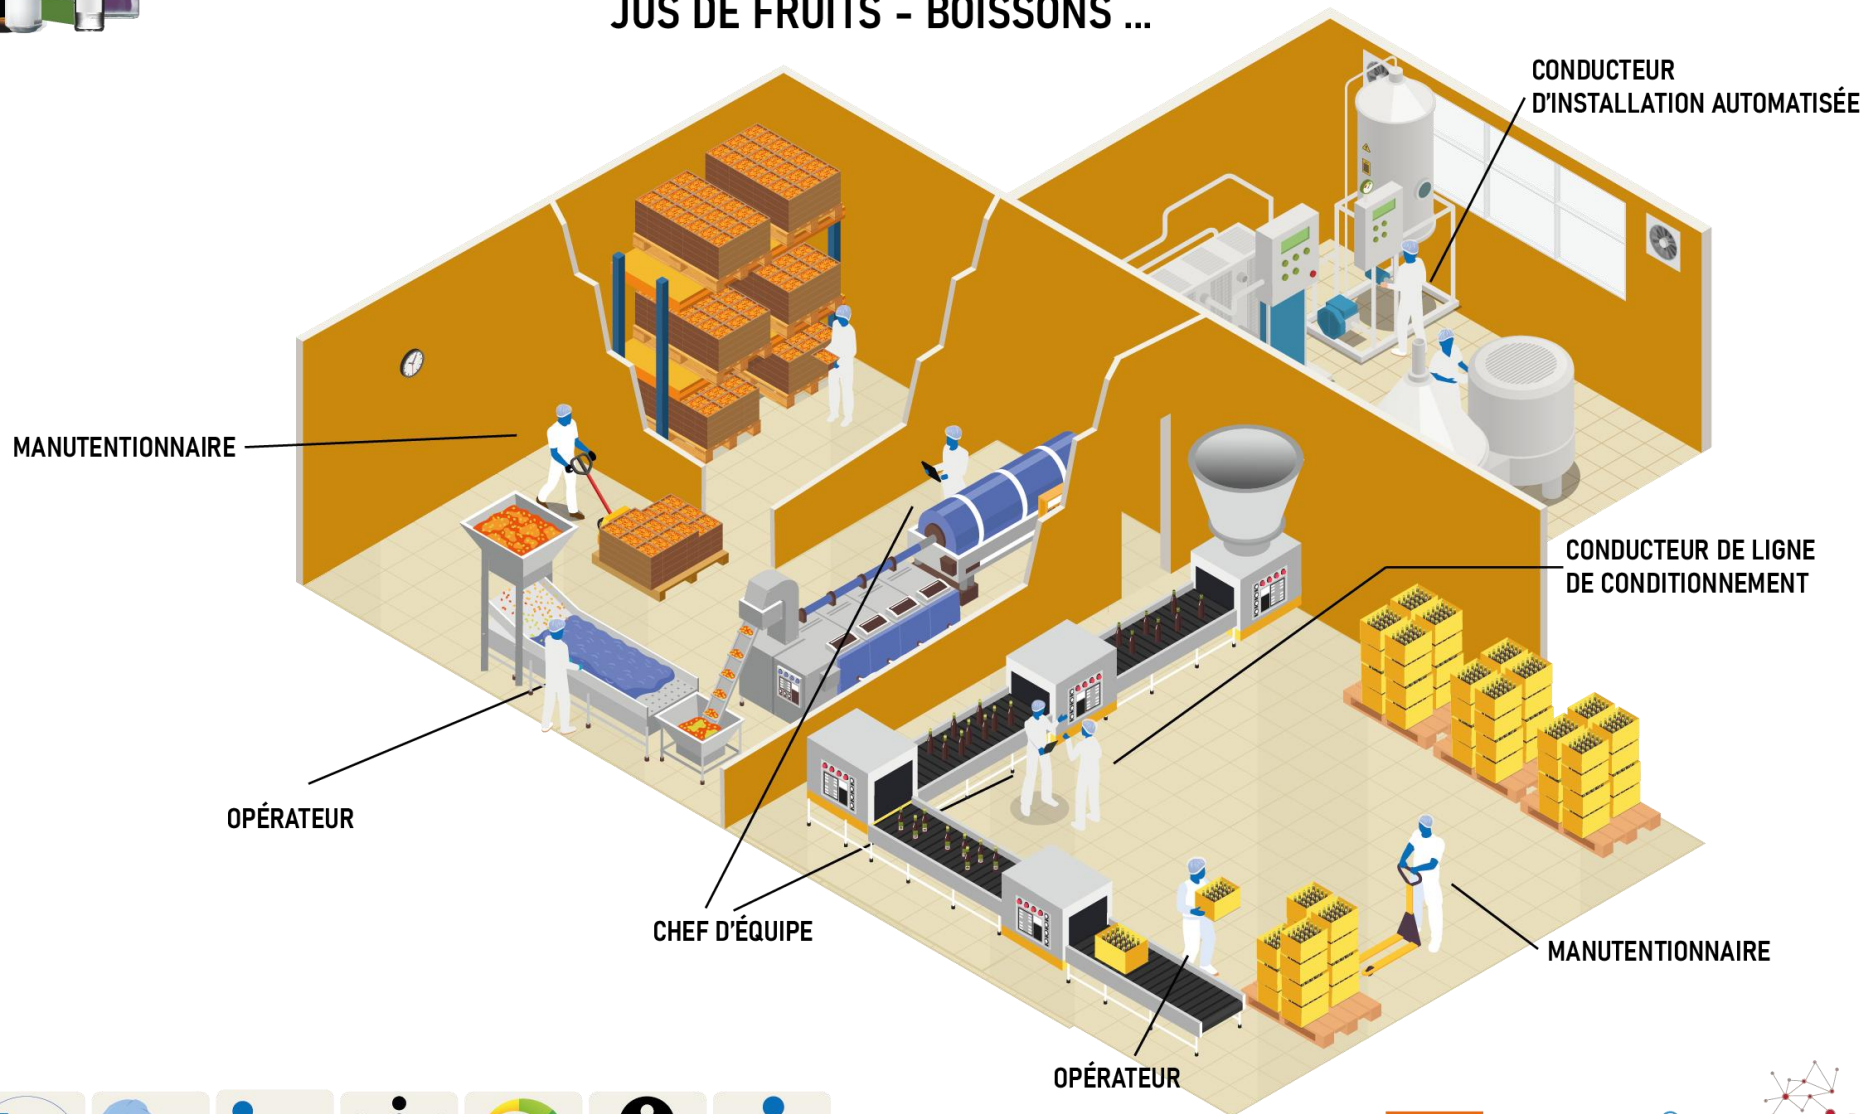 JUS DE FRUITS - BOISSONS ...
CONDUCTEUR
D'INSTALLATION AUTOMATISÉE
MANUTENTIONNAIRE
CONDUCTEUR DE LIGNE
DE CONDITIONNEMENT
OPÉRATEUR
CHEF D'ÉQUIPE
MANUTENTIONNAIRE
OPÉRATEUR